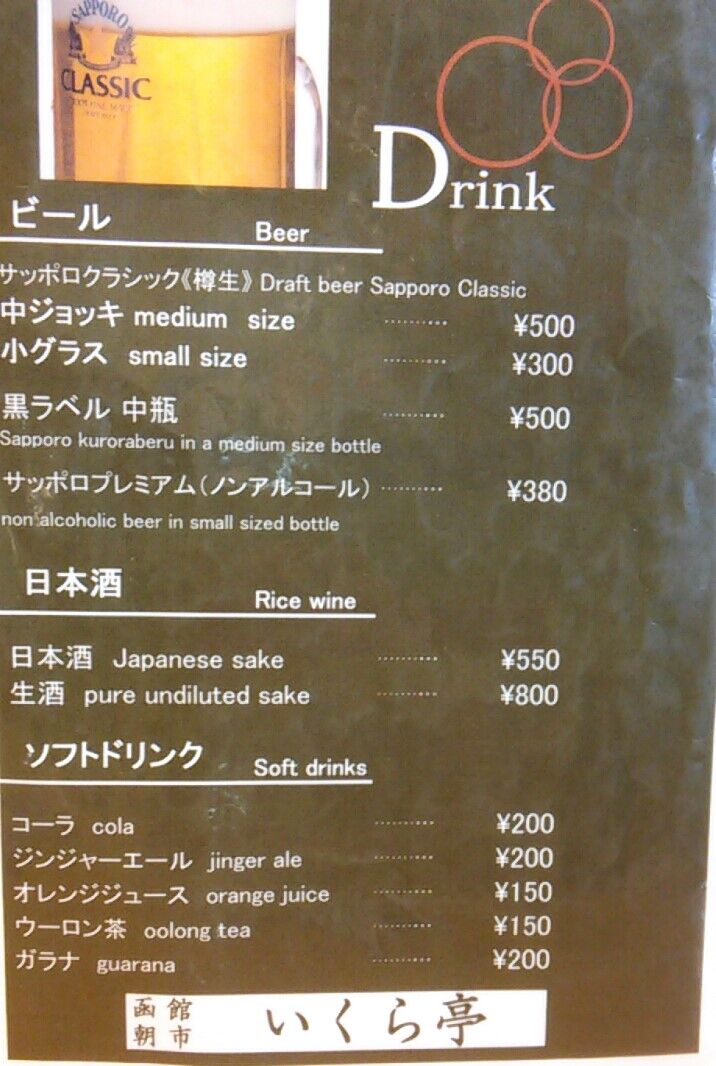 SAPPORO
CLASSIC
Drink
ビール Beer
サッポロクラシック《樽生》 Draft beer Sapporo Classic
中ジョッキ medium size ・・・・・・・・・・ ¥500
小グラス small size ・・・・・・・・・・ ¥300
黒ラベル 中瓶 ・・・・・・・・・・ ¥500
Sapporo kuroraberu in a medium size bottle
サッポロプレミアム（ノンアルコール） ・・・・・・・・・・ ¥380
non alcoholic beer in small sized bottle
日本酒 Rice wine
日本酒 Japanese sake ・・・・・・・・・・ ¥550
生酒 pure undiluted sake ・・・・・・・・・・ ¥800
ソフトドリンク Soft drinks
コーラ cola ・・・・・・・・・・ ¥200
ジンジャーエール jinger ale ・・・・・・・・・・ ¥200
オレンジジュース orange juice ・・・・・・・・・・ ¥150
ウーロン茶 oolong tea ・・・・・・・・・・ ¥150
ガラナ guarana ・・・・・・・・・・ ¥200
函館
朝市
いくら亭